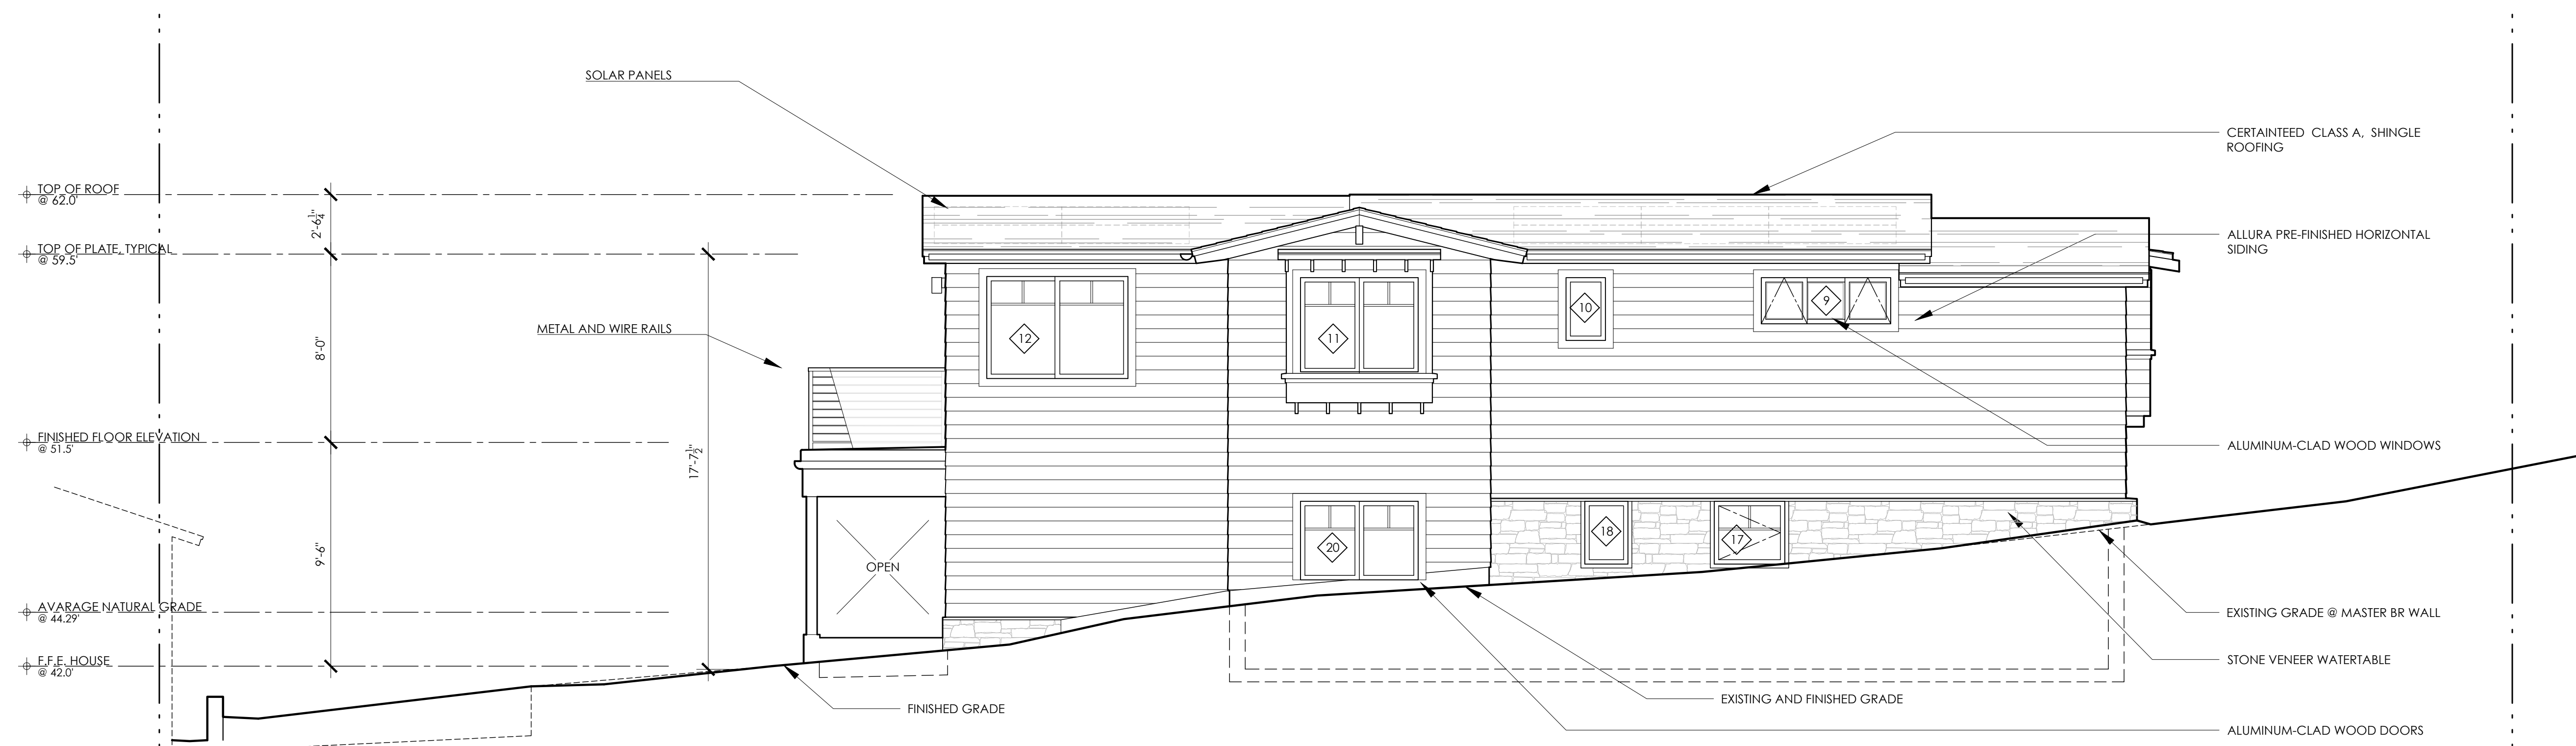 SOLAR PANELS
CERTAINTEED CLASS A, SHINGLE
ROOFING
TOP OF ROOF
@ 62.0'
2'-6 1/4"
TOP OF PLATE, TYPICAL
@ 59.5'
ALLURA PRE-FINISHED HORIZONTAL
SIDING
METAL AND WIRE RAILS
8'-0"
12
11
10
9
FINISHED FLOOR ELEVATION
@ 51.5'
17'-7 1/2"
ALUMINUM-CLAD WOOD WINDOWS
9'-6"
OPEN
20
18
17
AVARAGE NATURAL GRADE
@ 44.29'
EXISTING GRADE @ MASTER BR WALL
F.F.E. HOUSE
@ 42.0'
STONE VENEER WATERTABLE
FINISHED GRADE
EXISTING AND FINISHED GRADE
ALUMINUM-CLAD WOOD DOORS